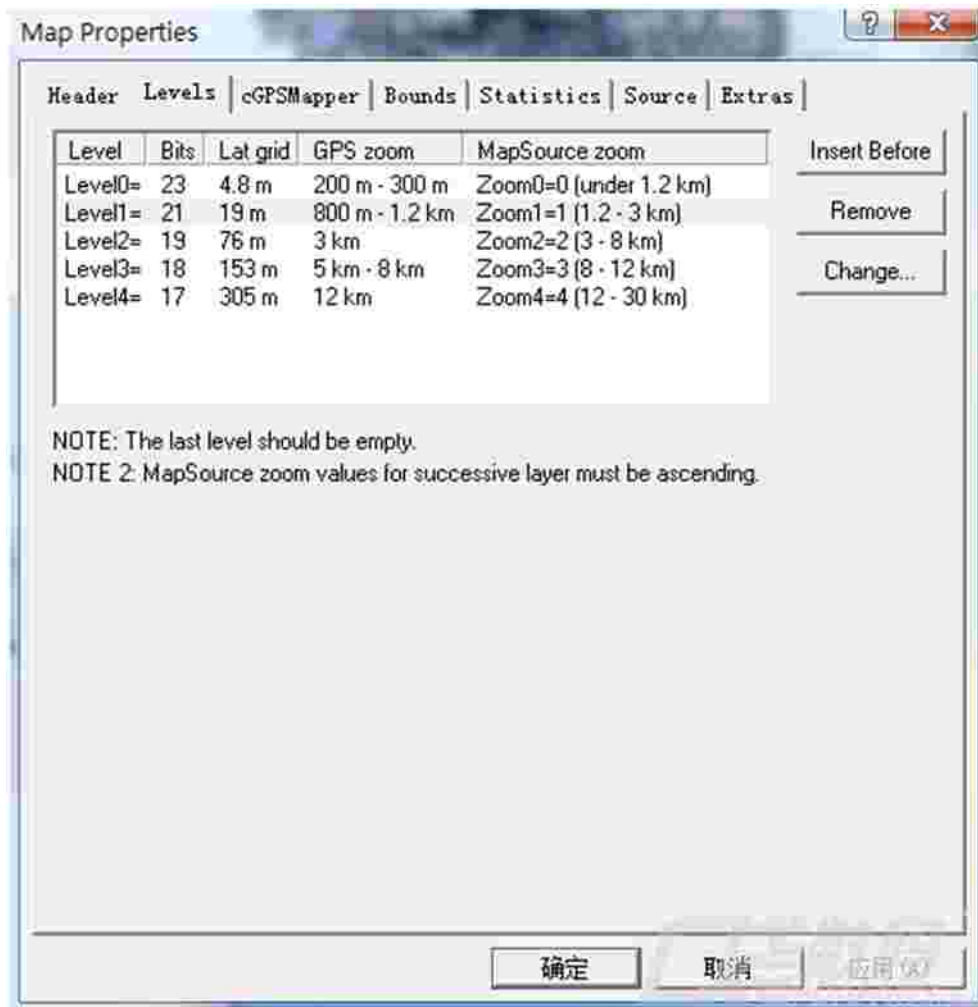 Map Properties
Header Levels cGPSMapper Bounds Statistics Source Extras
Level Bits Lat grid GPS zoom MapSource zoom
Level0= 23 4.8 m 200 m - 300 m Zoom0=0 (under 1.2 km)
Level1= 21 19 m 800 m - 1.2 km Zoom1=1 (1.2 - 3 km)
Level2= 19 76 m 3 km Zoom2=2 (3 - 8 km)
Level3= 18 153 m 5 km - 8 km Zoom3=3 (8 - 12 km)
Level4= 17 305 m 12 km Zoom4=4 (12 - 30 km)
Insert Before
Remove
Change...
NOTE: The last level should be empty.
NOTE 2: MapSource zoom values for successive layer must be ascending.
确定 取消 应用(A)